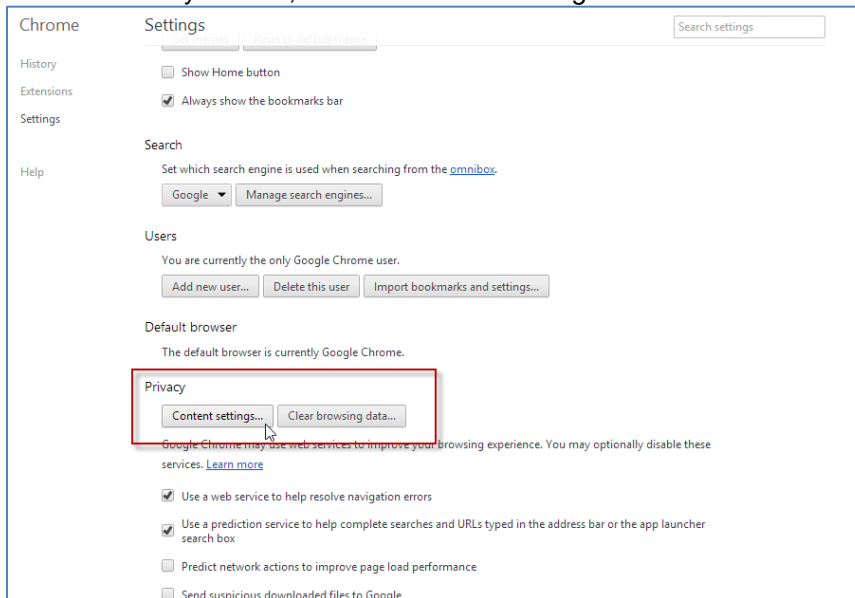 Chrome
Settings
Search settings
History
Extensions
Settings
Help
Reset to default theme
Show Home button
Always show the bookmarks bar
Search
Set which search engine is used when searching from the omnibox.
Google
Manage search engines...
Users
You are currently the only Google Chrome user.
Add new user...
Delete this user
Import bookmarks and settings...
Default browser
The default browser is currently Google Chrome.
Privacy
Content settings...
Clear browsing data...
Google Chrome may use web services to improve your browsing experience. You may optionally disable these
services. Learn more
Use a web service to help resolve navigation errors
Use a prediction service to help complete searches and URLs typed in the address bar or the app launcher
search box
Predict network actions to improve page load performance
Send suspicious downloaded files to Google